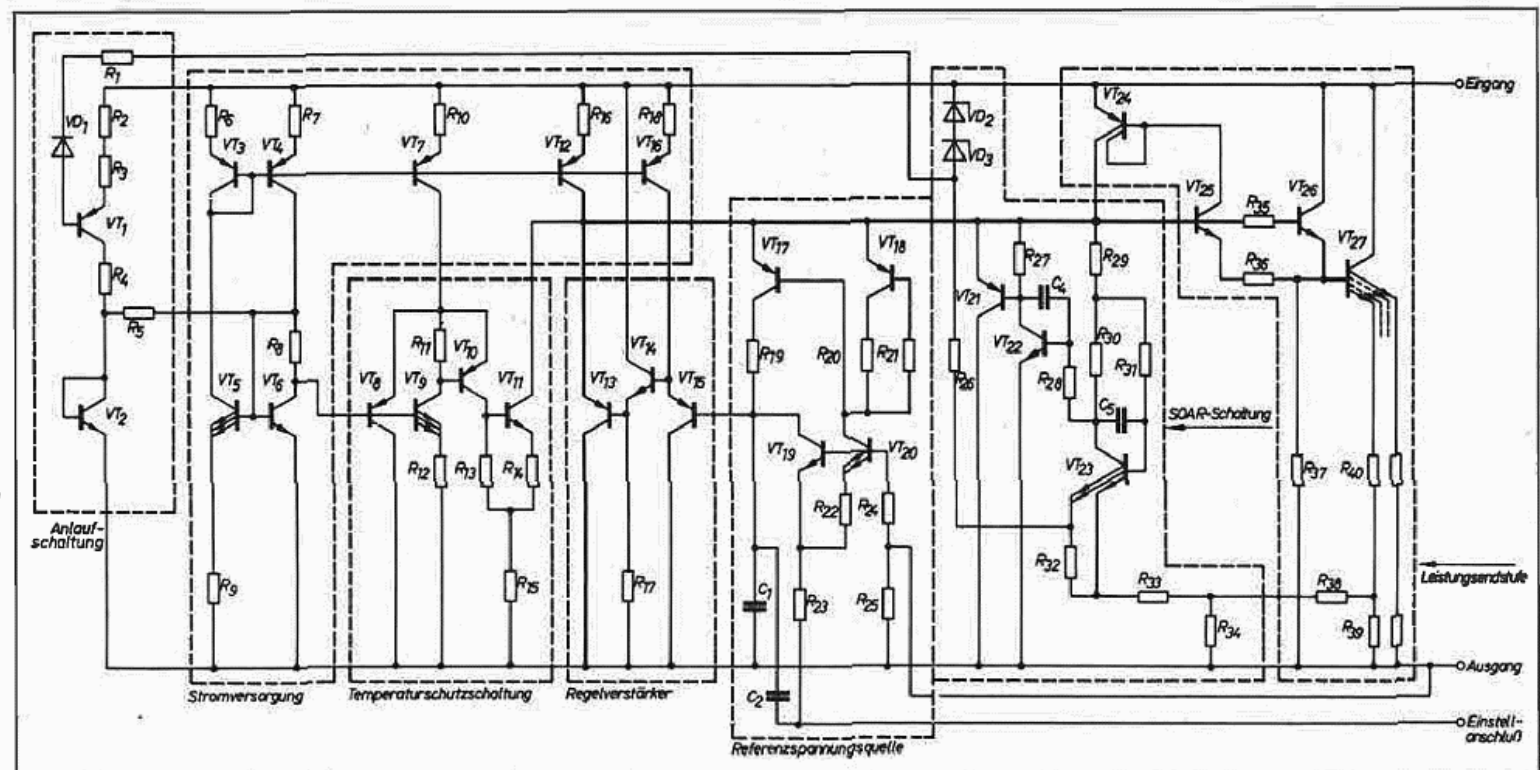 R1
Eingang
R2
R6
R7
R10
R16
R18
VT24
VD1
VD2
VT3
VT4
VT7
VT12
VT16
VD3
R3
VT25
VT26
R35
VT1
VT17
VT18
VT27
R4
R27
R29
R36
VT21
C4
R5
R8
R11
VT10
VT14
R19
R20
R21
VT22
R30
R31
R26
R28
VT5
VT6
VT8
VT9
VT11
VT13
VT15
C5
SOAR-Schaltung
VT2
VT19
VT20
VT23
R12
R13
R14
R37
R40
R22
R24
Anlauf-
schaltung
R32
Leistungsendstufe
R9
R15
R17
C1
R23
R25
R33
R38
R34
R39
Ausgang
Stromversorgung
Temperaturschutzschaltung
Regelverstärker
C2
Einstell-
anschluß
Referenzspannungsquelle